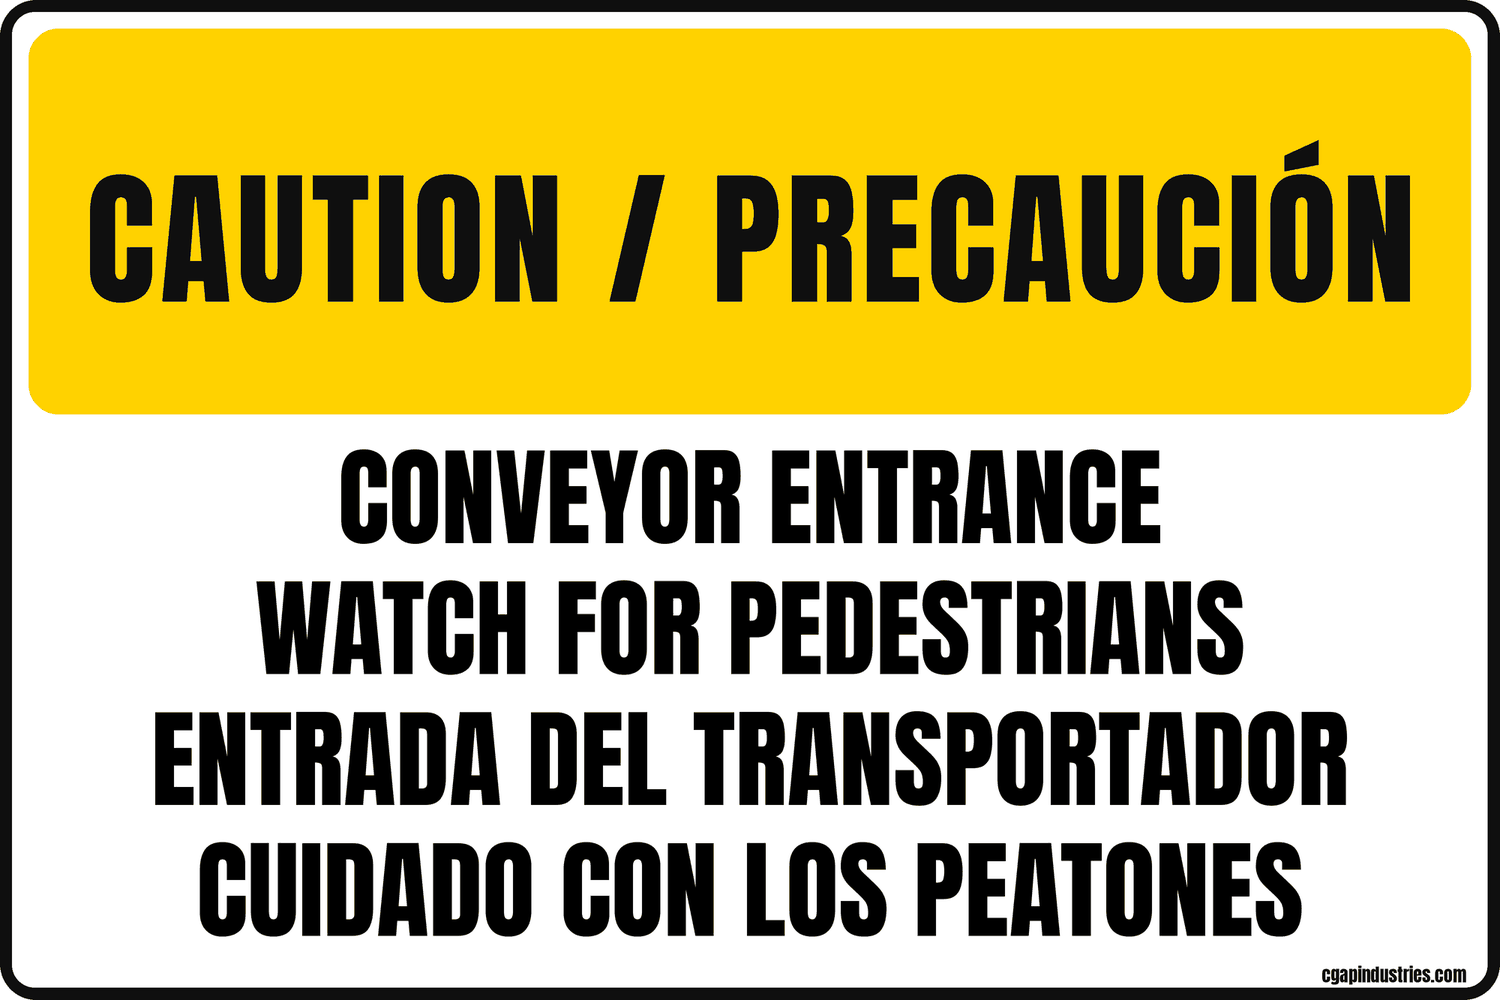 CAUTION / PRECAUCIÓN
CONVEYOR ENTRANCE
WATCH FOR PEDESTRIANS
ENTRADA DEL TRANSPORTADOR
CUIDADO CON LOS PEATONES
cgapindustries.com